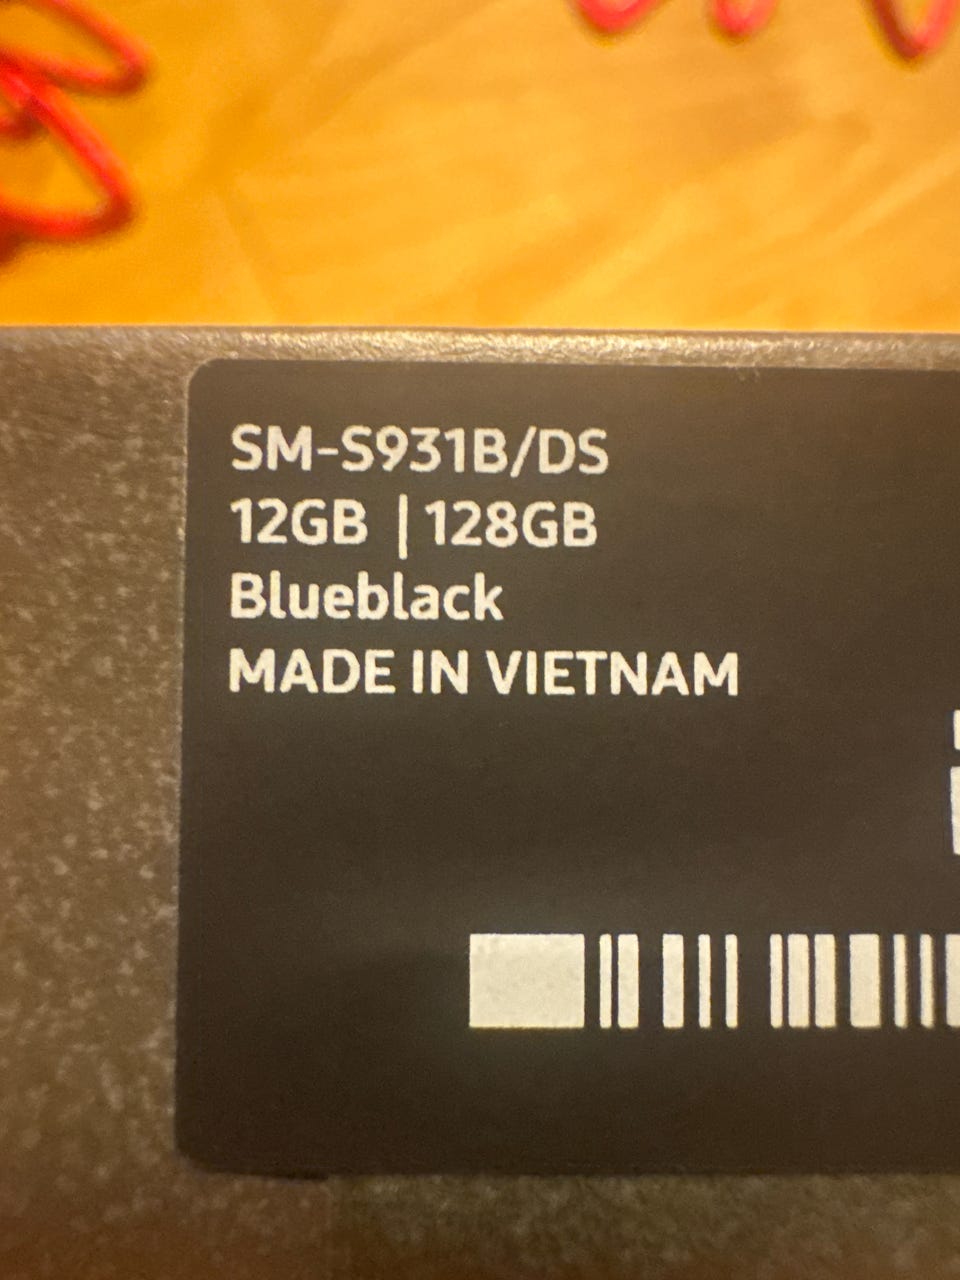 SM-S931B/DS
12GB | 128GB
Blueblack
MADE IN VIETNAM